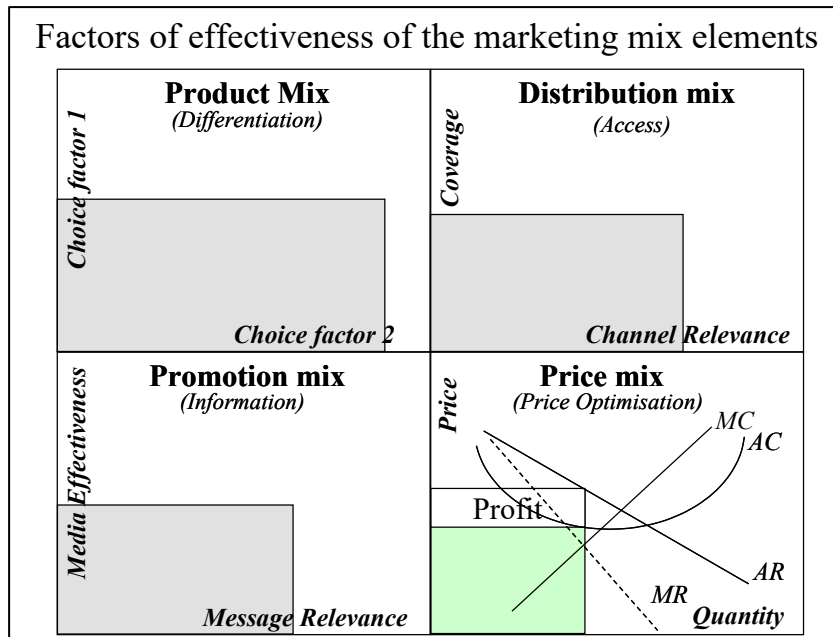 Factors of effectiveness of the marketing mix elements
Product Mix
(Differentiation)
Choice factor 1
Choice factor 2
Distribution mix
(Access)
Coverage
Channel Relevance
Promotion mix
(Information)
Media Effectiveness
Message Relevance
Price mix
(Price Optimisation)
Price
MC
AC
Profit
AR
MR
Quantity